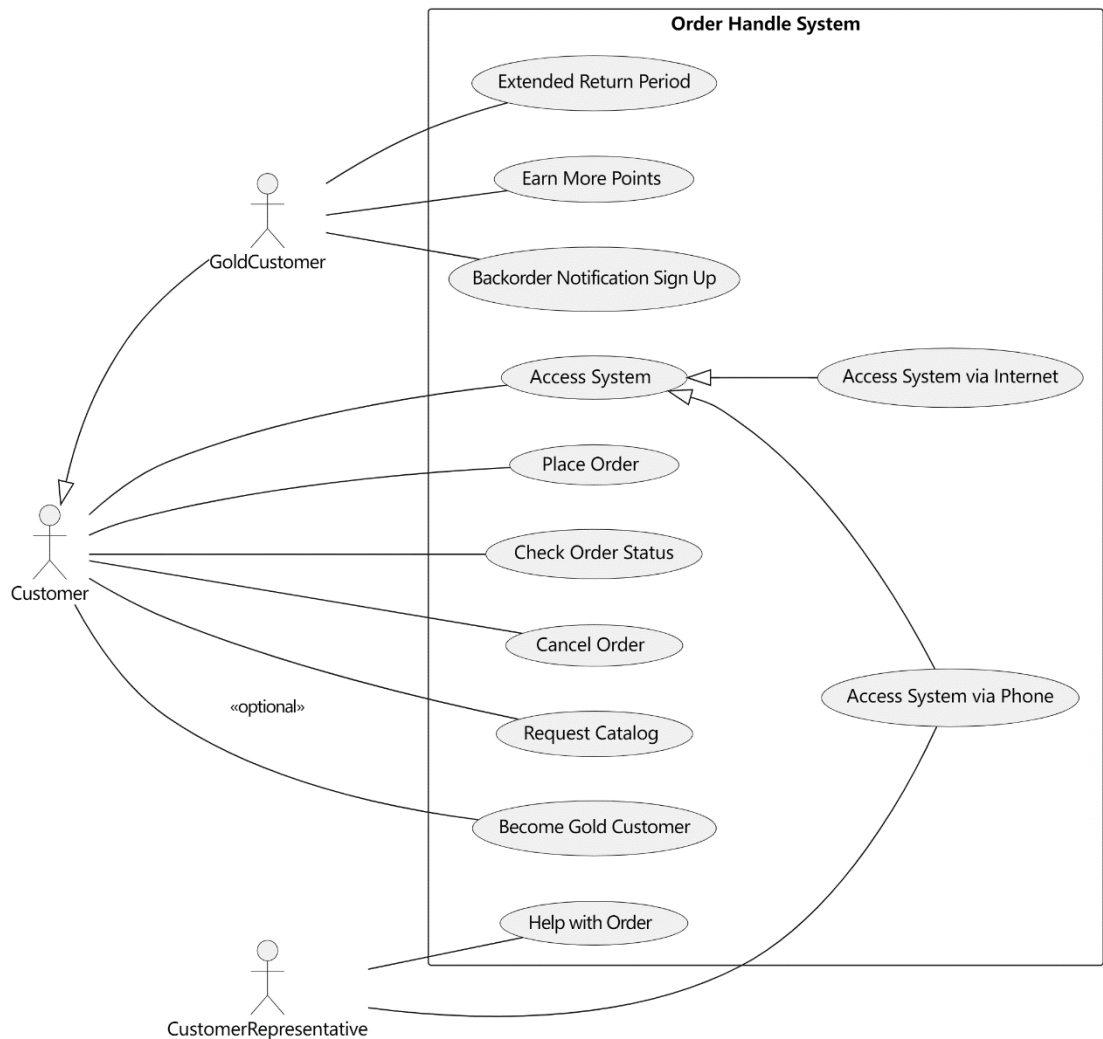 Order Handle System
Extended Return Period
Earn More Points
GoldCustomer
Backorder Notification Sign Up
Access System
Access System via Internet
Place Order
Check Order Status
Customer
Cancel Order
Access System via Phone
«optional»
Request Catalog
Become Gold Customer
Help with Order
CustomerRepresentative